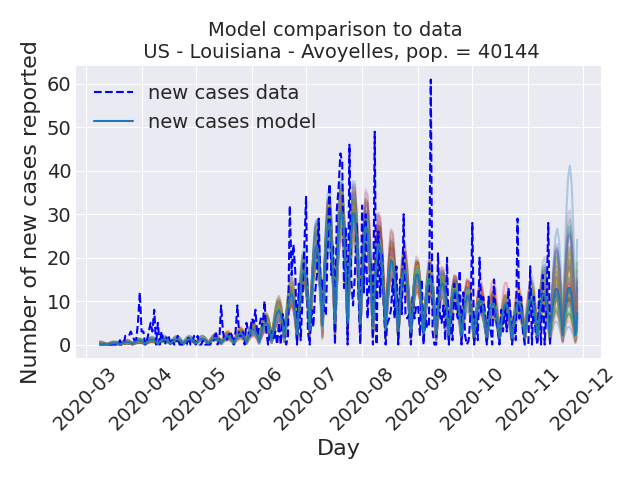 Model comparison to data
US - Louisiana - Avoyelles, pop. = 40144
Number of new cases reported
60
50
40
30
20
10
0
new cases data
new cases model
2020-03
2020-04
2020-05
2020-06
2020-07
2020-08
2020-09
2020-10
2020-11
2020-12
Day